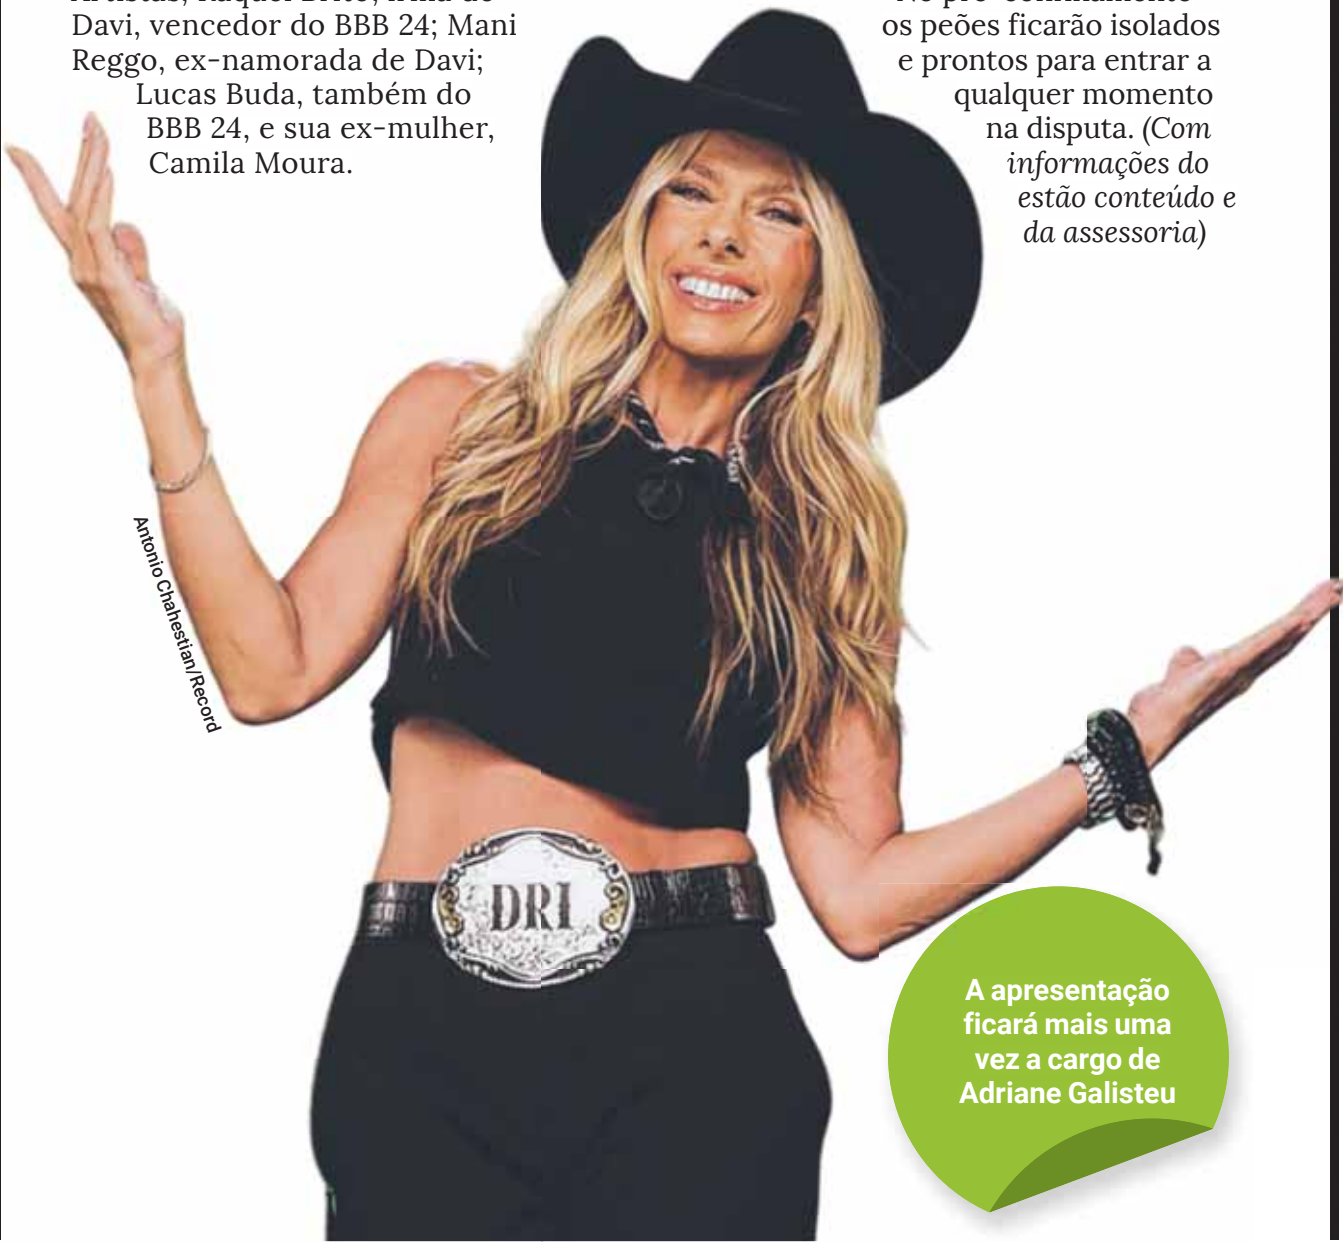 Davi, vencedor do BBB 24; Mani
Reggo, ex-namorada de Davi;
Lucas Buda, também do
BBB 24, e sua ex-mulher,
Camila Moura.
os peões ficarão isolados
e prontos para entrar a
qualquer momento
na disputa. (Com
informações do
estão conteúdo e
da assessoria)
Antonio Chahestian/Record
DRI
A apresentação
ficará mais uma
vez a cargo de
Adriane Galisteu